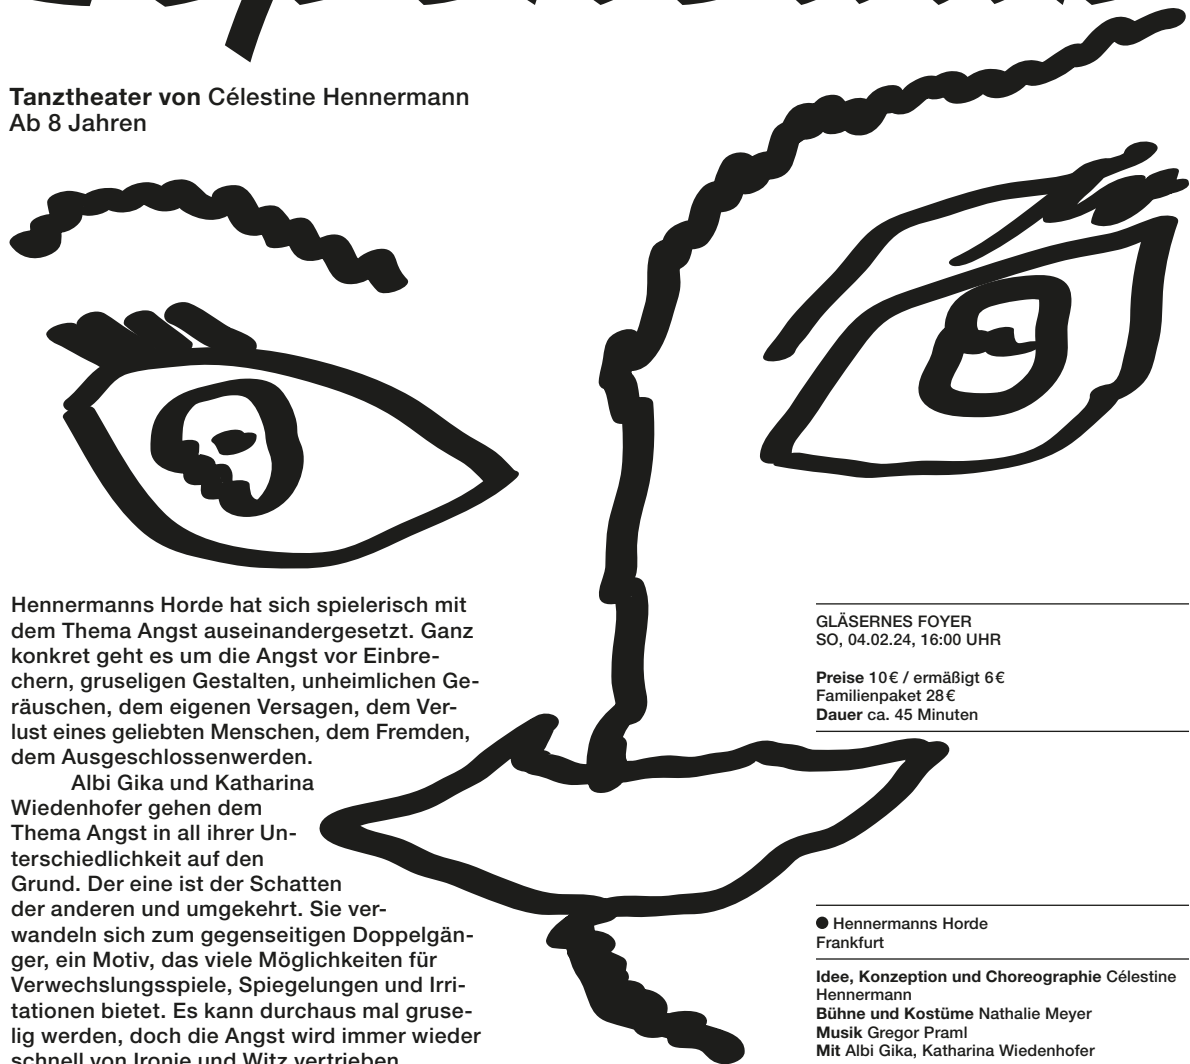 Tanztheater von Célestine Hennermann
Ab 8 Jahren
Hennermanns Horde hat sich spielerisch mit
dem Thema Angst auseinandergesetzt. Ganz
konkret geht es um die Angst vor Einbre-
chern, gruseligen Gestalten, unheimlichen Ge-
räuschen, dem eigenen Versagen, dem Ver-
lust eines geliebten Menschen, dem Fremden,
dem Ausgeschlossenwerden.
Albi Gika und Katharina
Wiedenhofer gehen dem
Thema Angst in all ihrer Un-
terschiedlichkeit auf den
Grund. Der eine ist der Schatten
der anderen und umgekehrt. Sie ver-
wandeln sich zum gegenseitigen Doppelgän-
ger, ein Motiv, das viele Möglichkeiten für
Verwechslungsspiele, Spiegelungen und Irri-
tationen bietet. Es kann durchaus mal gruse-
lig werden, doch die Angst wird immer wieder
schnell von Ironie und Witz vertrieben
GLÄSERNES FOYER
SO, 04.02.24, 16:00 UHR
Preise 10 € / ermäßigt 6 €
Familienpaket 28 €
Dauer ca. 45 Minuten
● Hennermanns Horde
Frankfurt
Idee, Konzeption und Choreographie Célestine
Hennermann
Bühne und Kostüme Nathalie Meyer
Musik Gregor Praml
Mit Albi Gika, Katharina Wiedenhofer